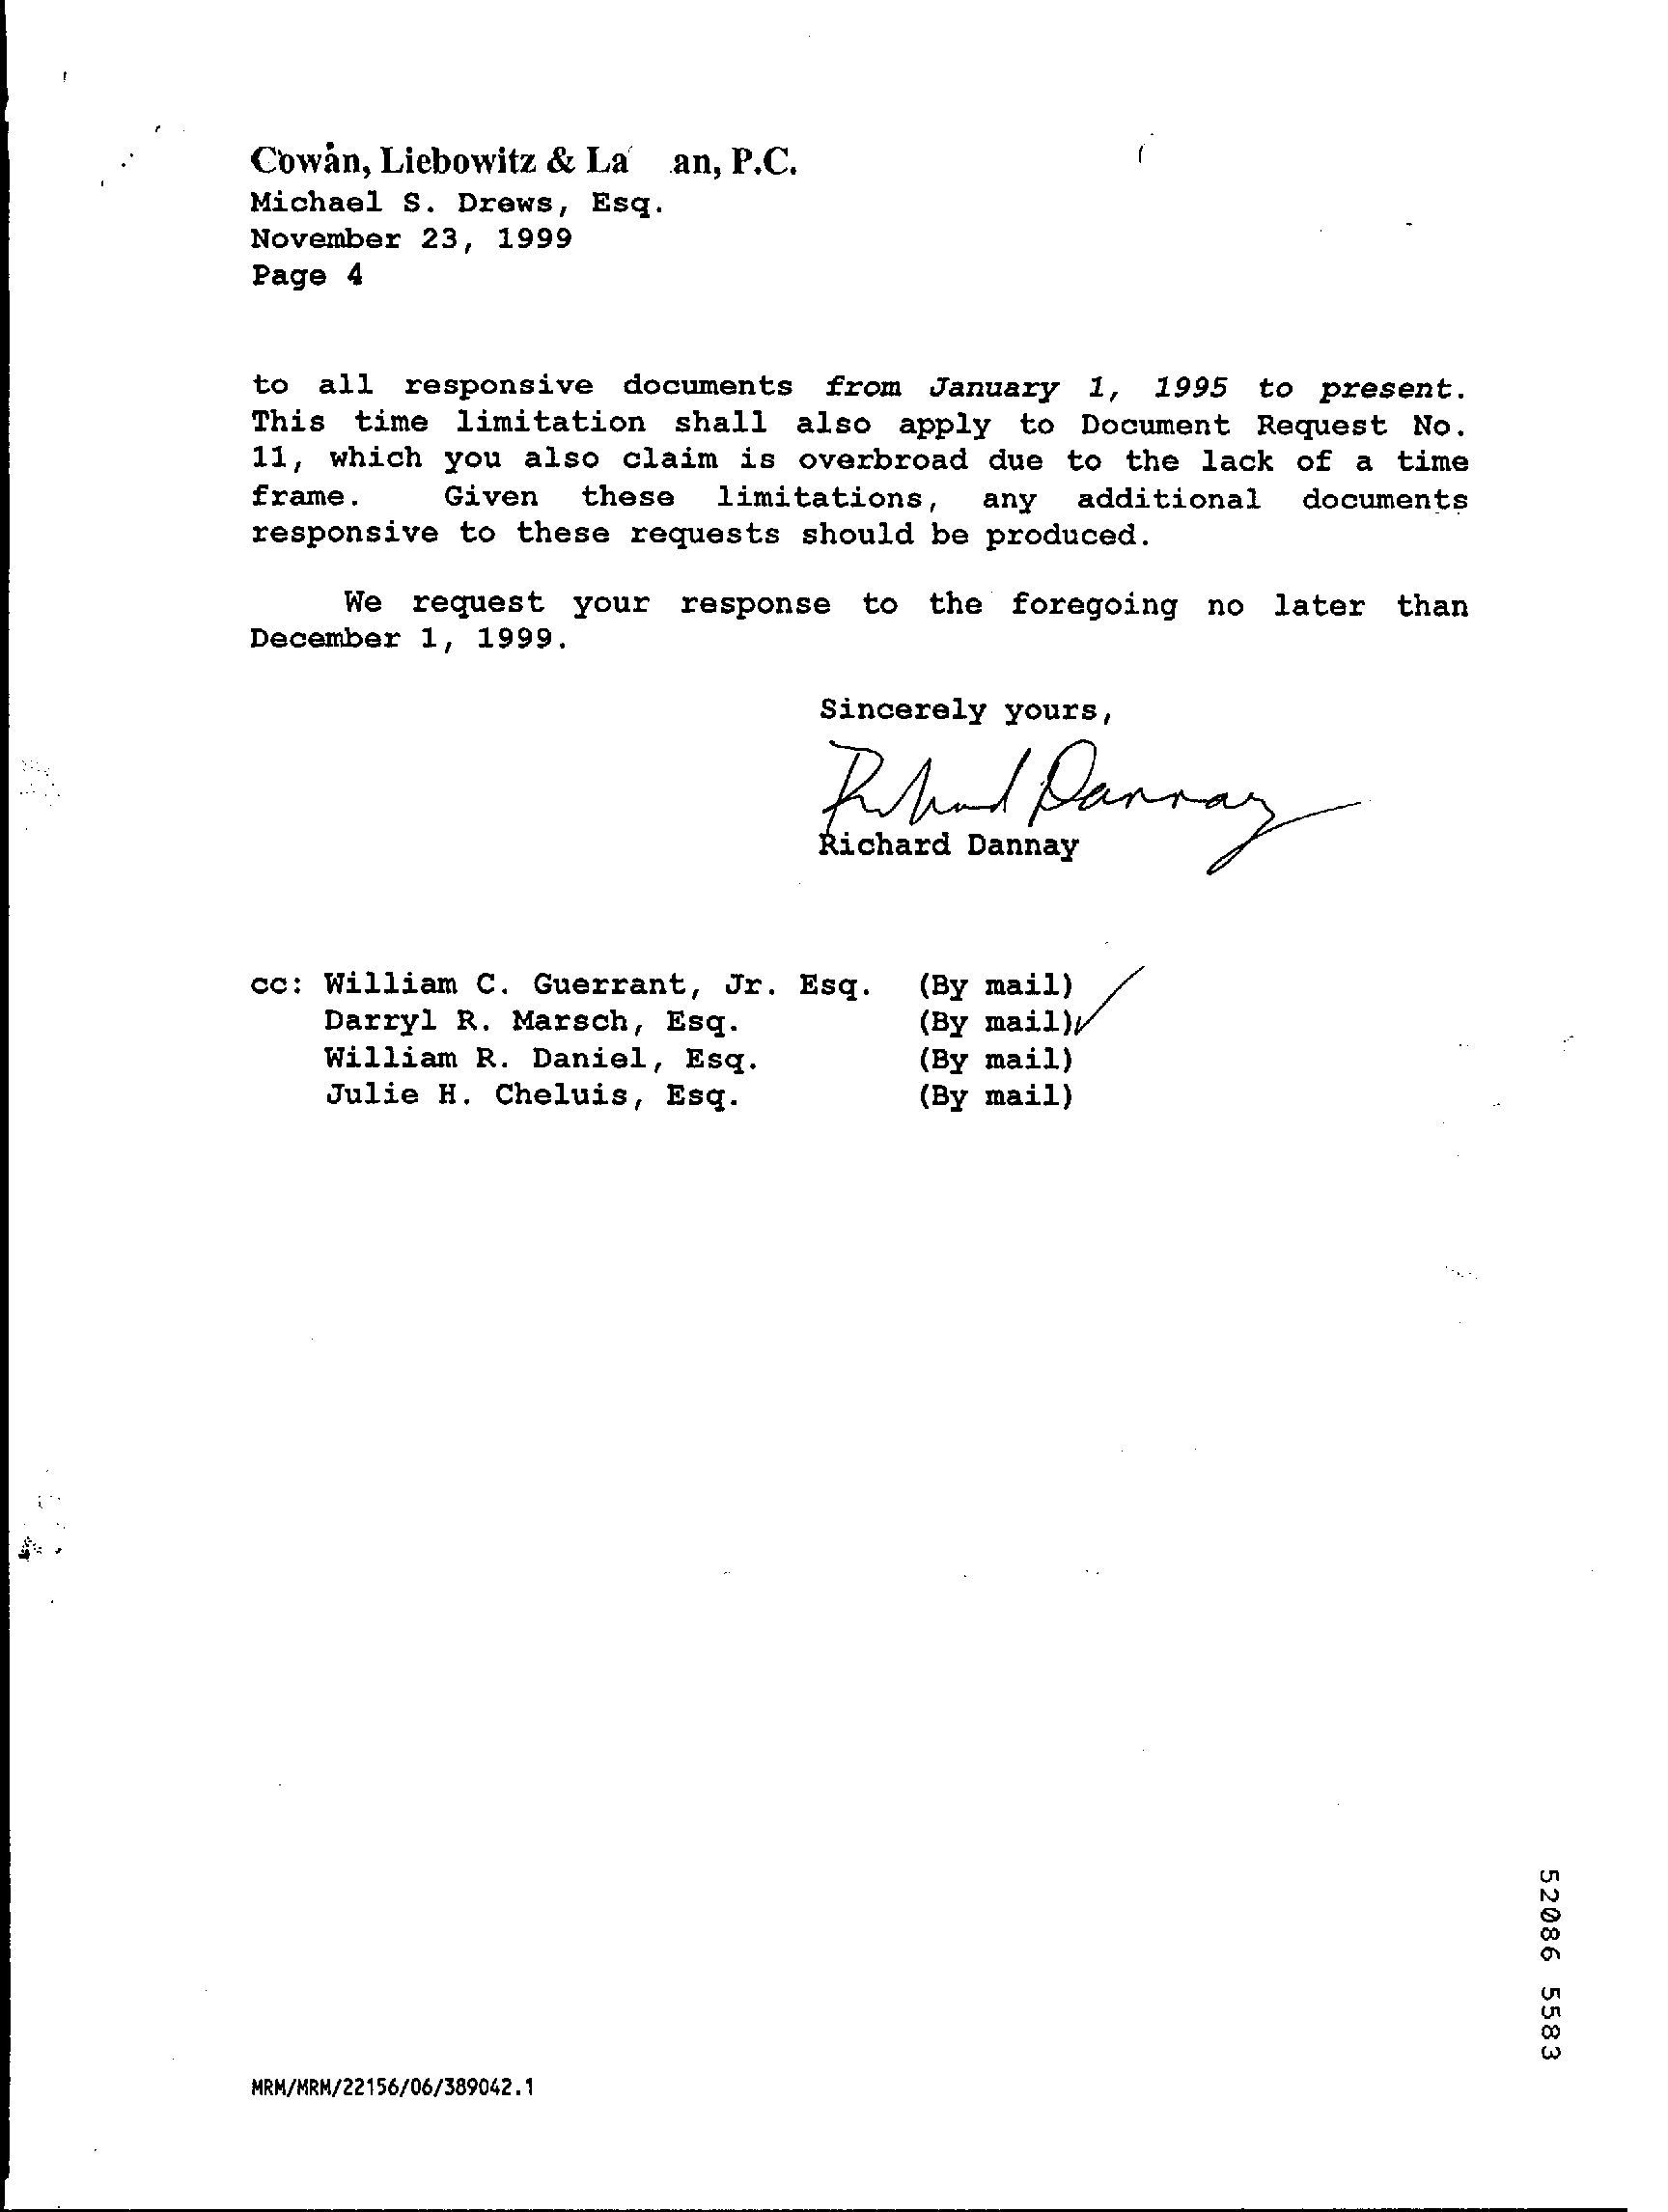 Cowan, Liebowitz & La an, P.C.
Michael S. Drews, Esq.
November 23, 1999
Page 4
to all responsive documents from January 1, 1995 to present.
This time limitation shall also apply to Document Request No.
11, which you also claim is overbroad due to the lack of a time
frame. Given these limitations, any additional documents
responsive to these requests should be produced.
We request your response to the foregoing no later than
December 1, 1999.
Sincerely yours,
Richard Dannay
Richard Dannay
cc: William C. Guerrant, Jr. Esq. (By mail)
Darryl R. Marsch, Esq. (By mail)✓
William R. Daniel, Esq. (By mail)
Julie H. Cheluis, Esq. (By mail)
52086 5583
MRM/MRM/22156/06/389042.1